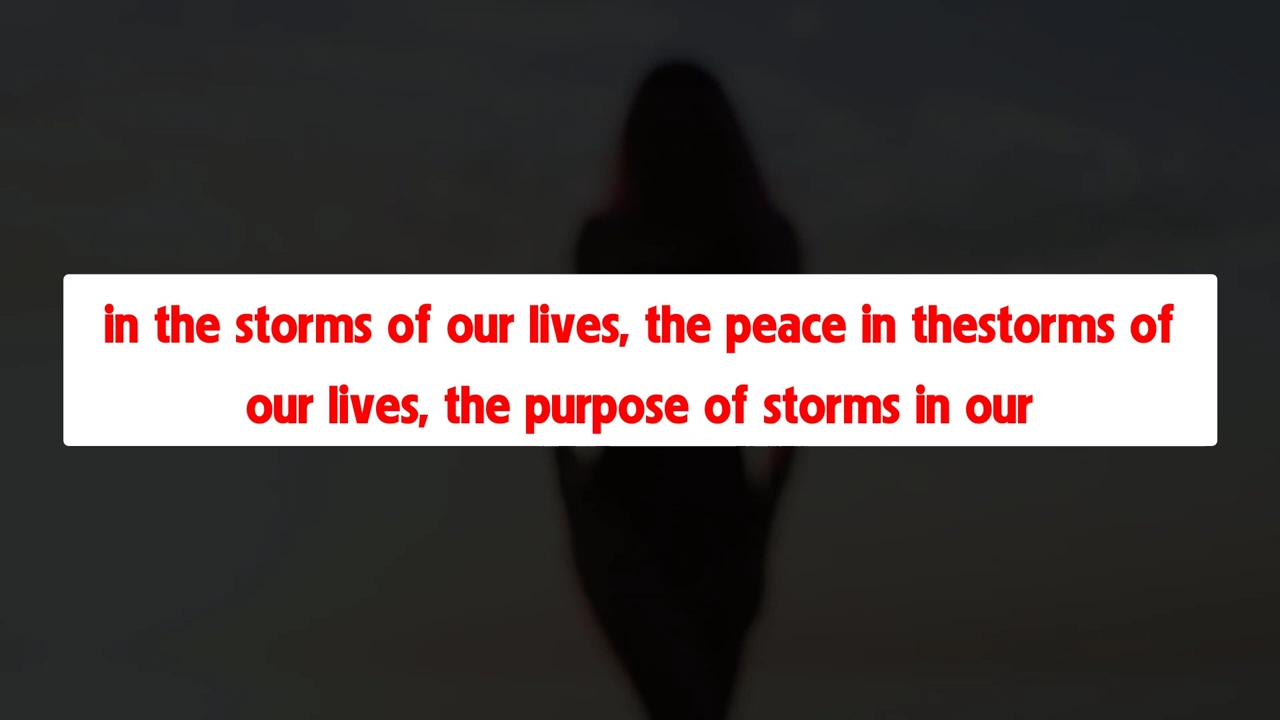 in the storms of our lives, the peace in thestorms of
our lives, the purpose of storms in our